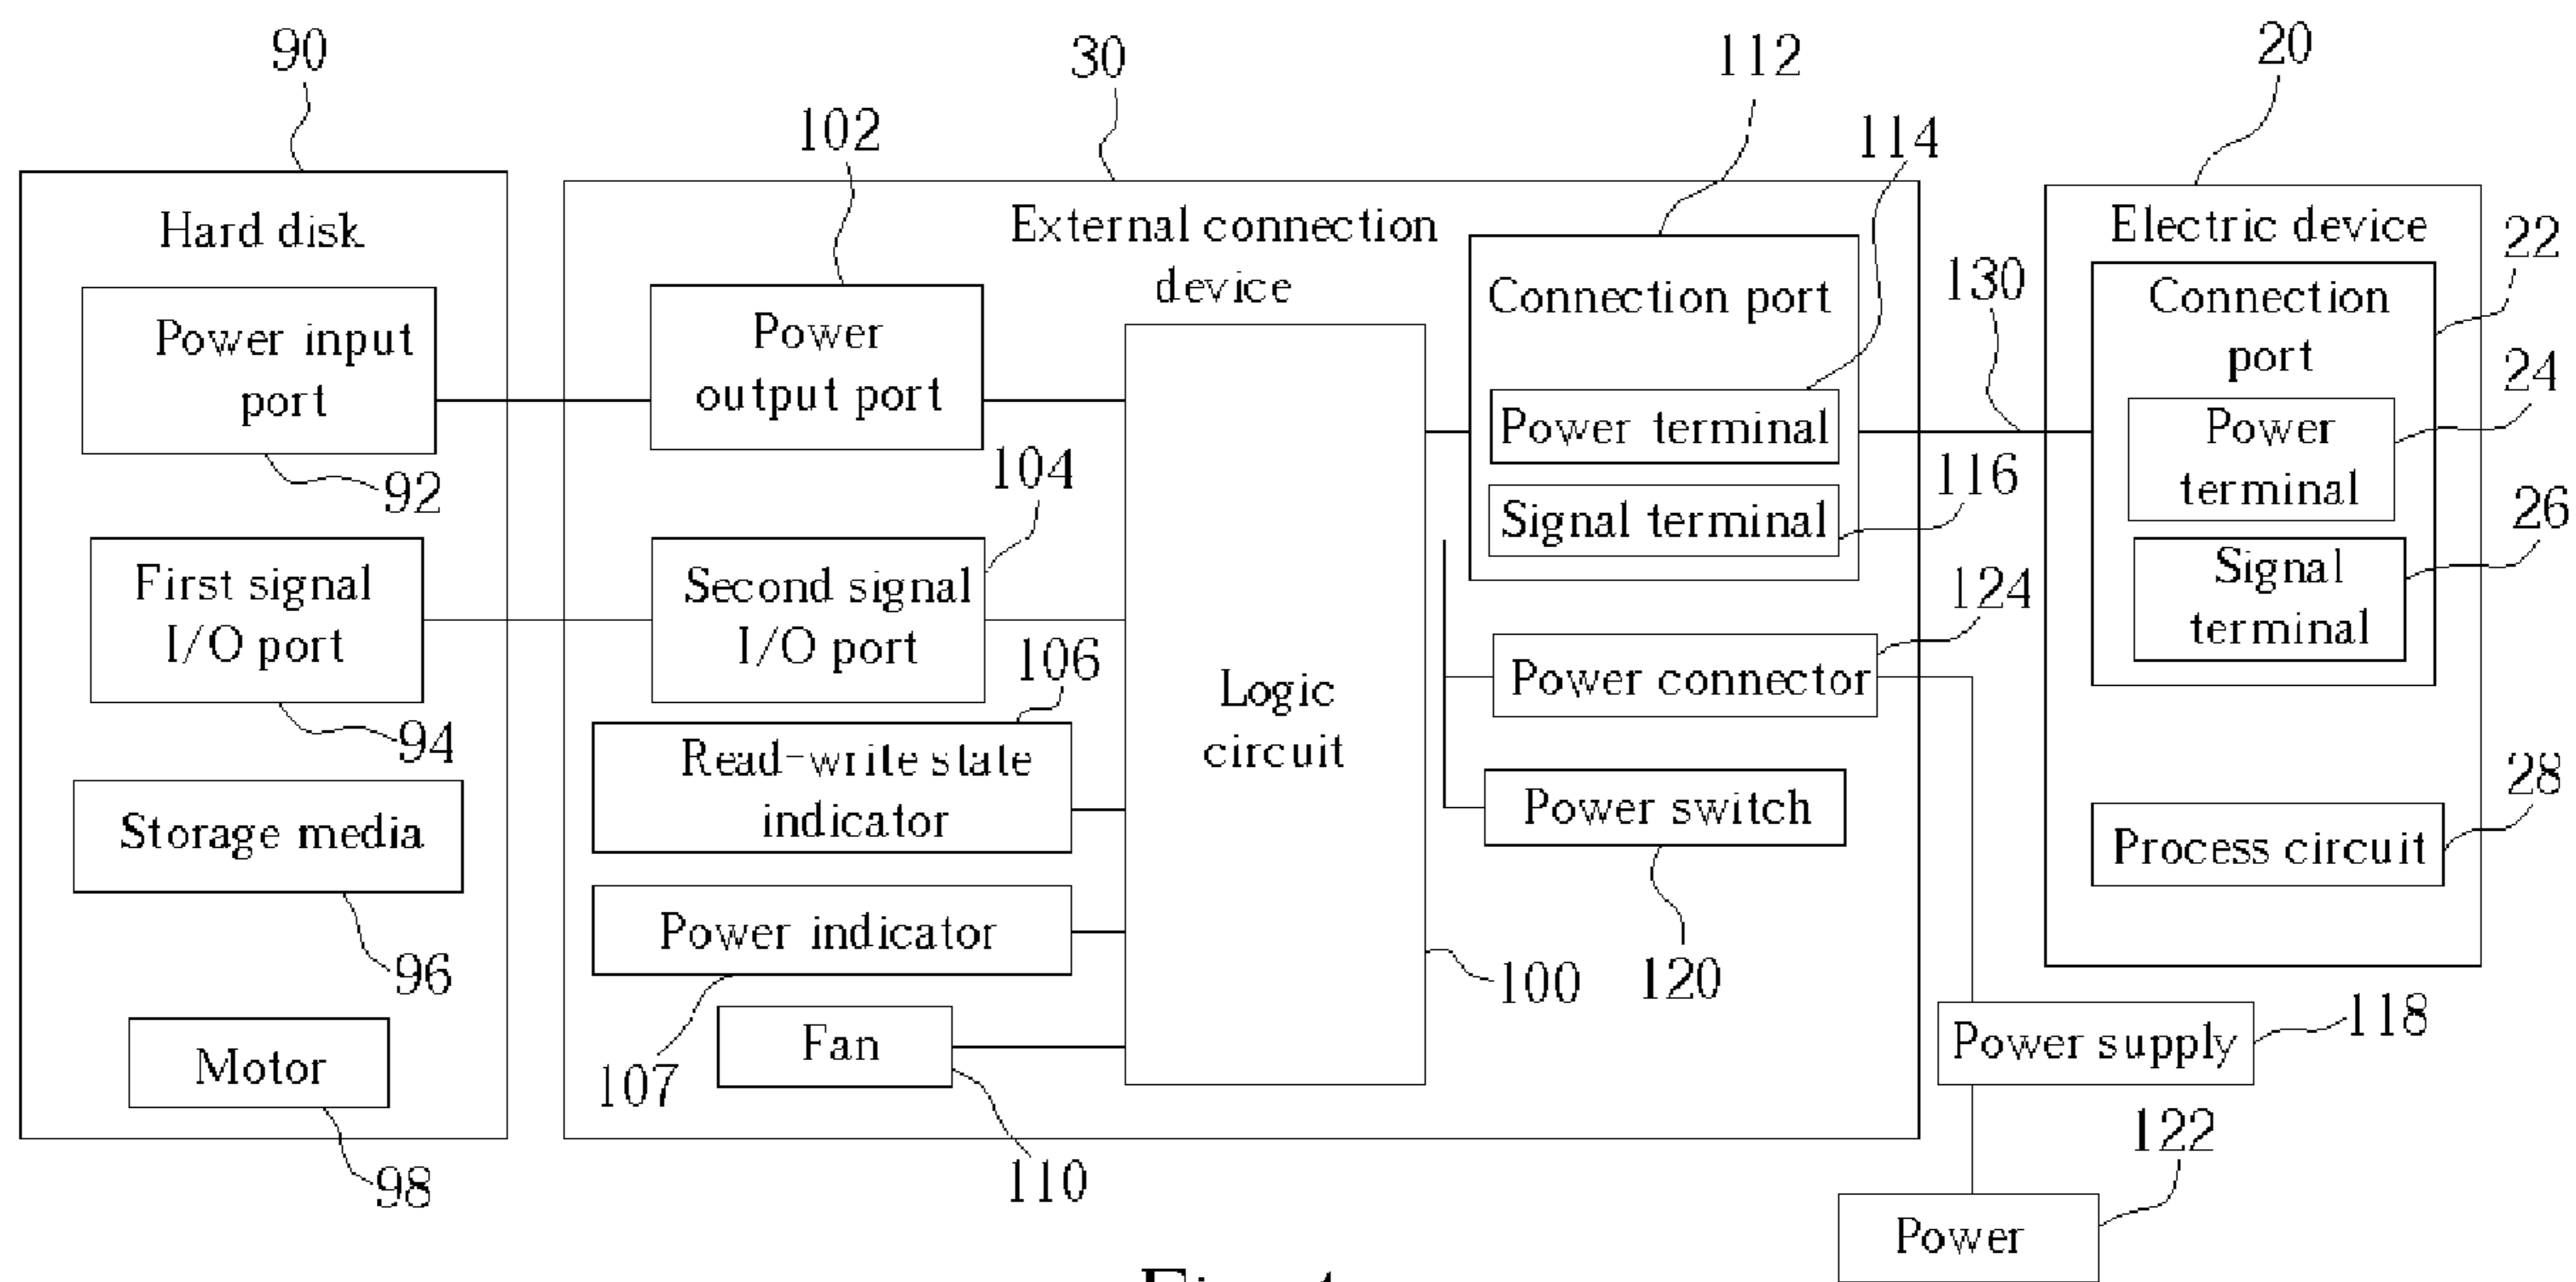 90
30
112
20
102
114
Hard disk
External connection
device
Electric device
22
Power input
port
Power
output port
Connection port
130
Connection
port
24
Power terminal
Power
terminal
92
104
116
Signal terminal
26
First signal
I/O port
Second signal
I/O port
Signal
terminal
124
106
Logic
circuit
Power connector
94
Read-write state
indicator
28
Storage media
Power switch
Process circuit
Power indicator
96
100
120
118
Motor
107
Fan
Power supply
122
98
110
Power